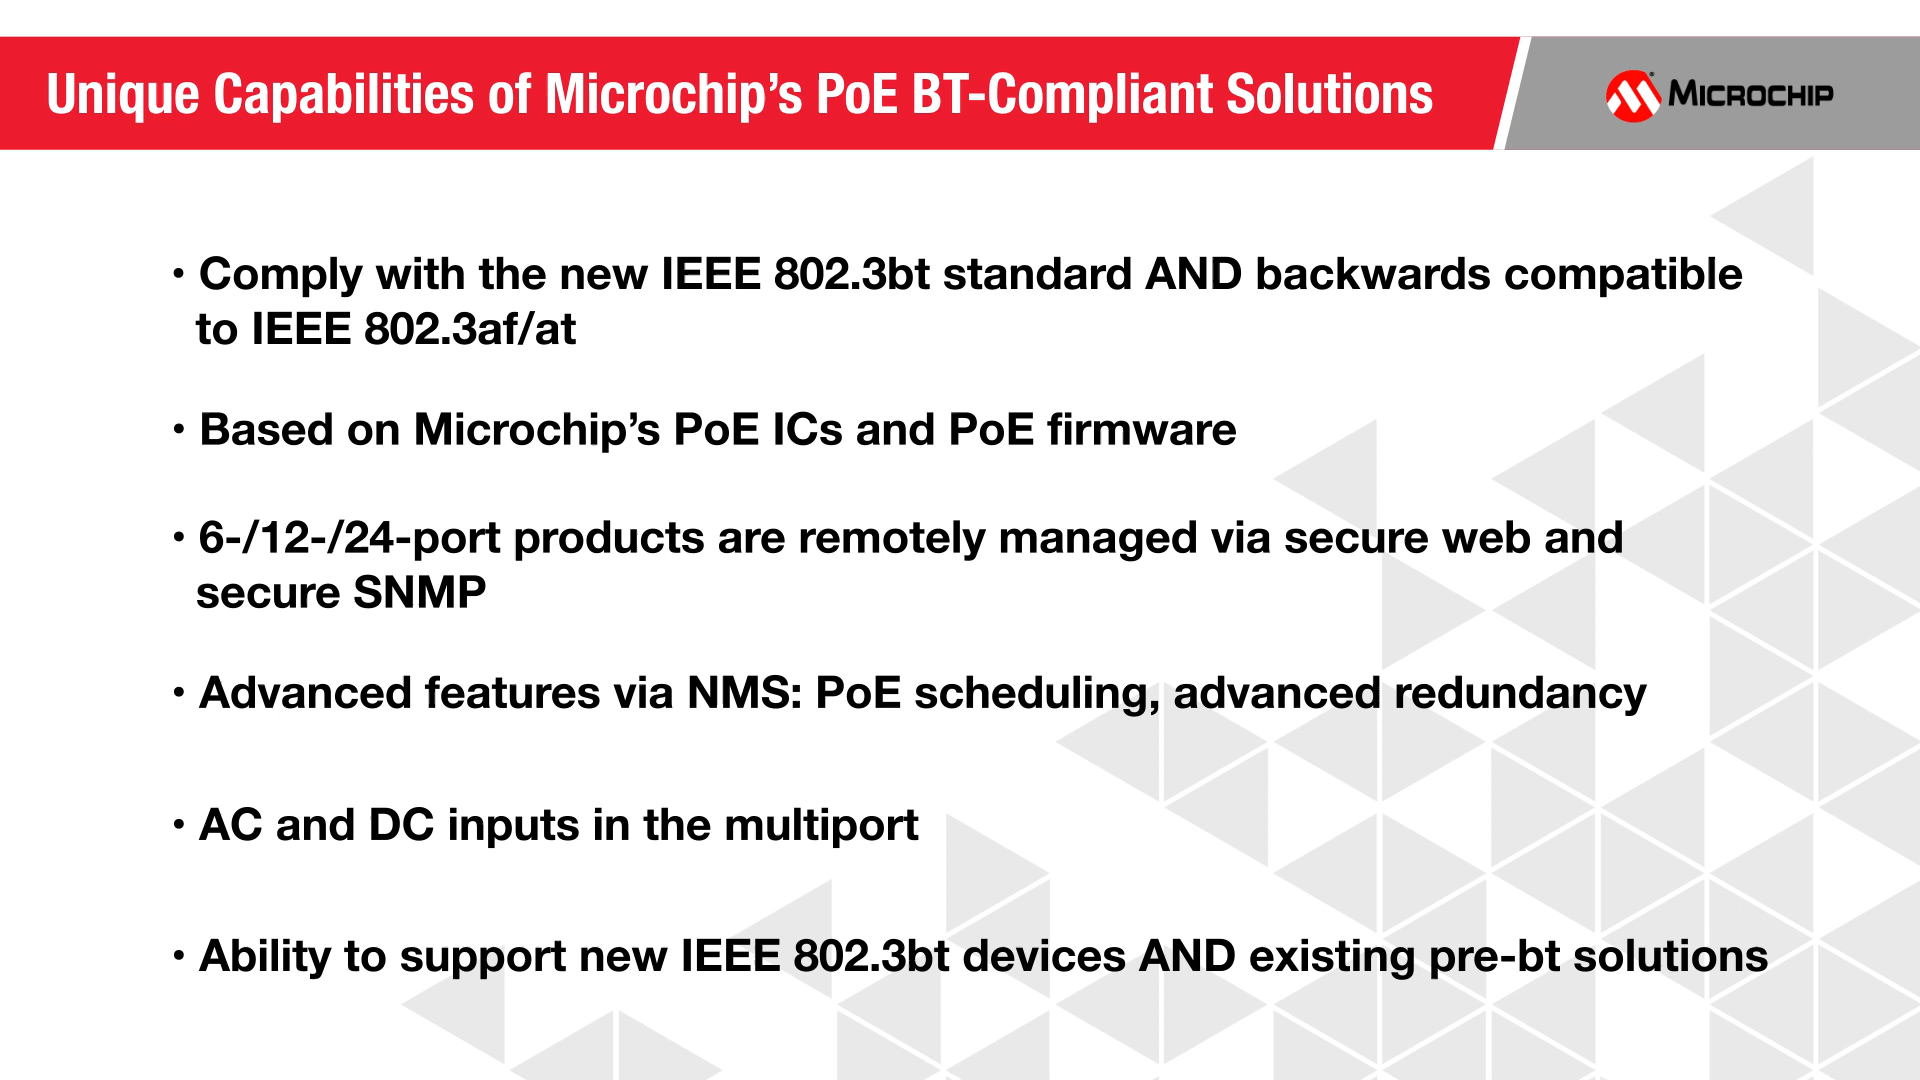 Unique Capabilities of Microchip’s PoE BT-Compliant Solutions
MICROCHIP
• Comply with the new IEEE 802.3bt standard AND backwards compatible
to IEEE 802.3af/at
• Based on Microchip’s PoE ICs and PoE firmware
• 6-/12-/24-port products are remotely managed via secure web and
secure SNMP
• Advanced features via NMS: PoE scheduling, advanced redundancy
• AC and DC inputs in the multiport
• Ability to support new IEEE 802.3bt devices AND existing pre-bt solutions